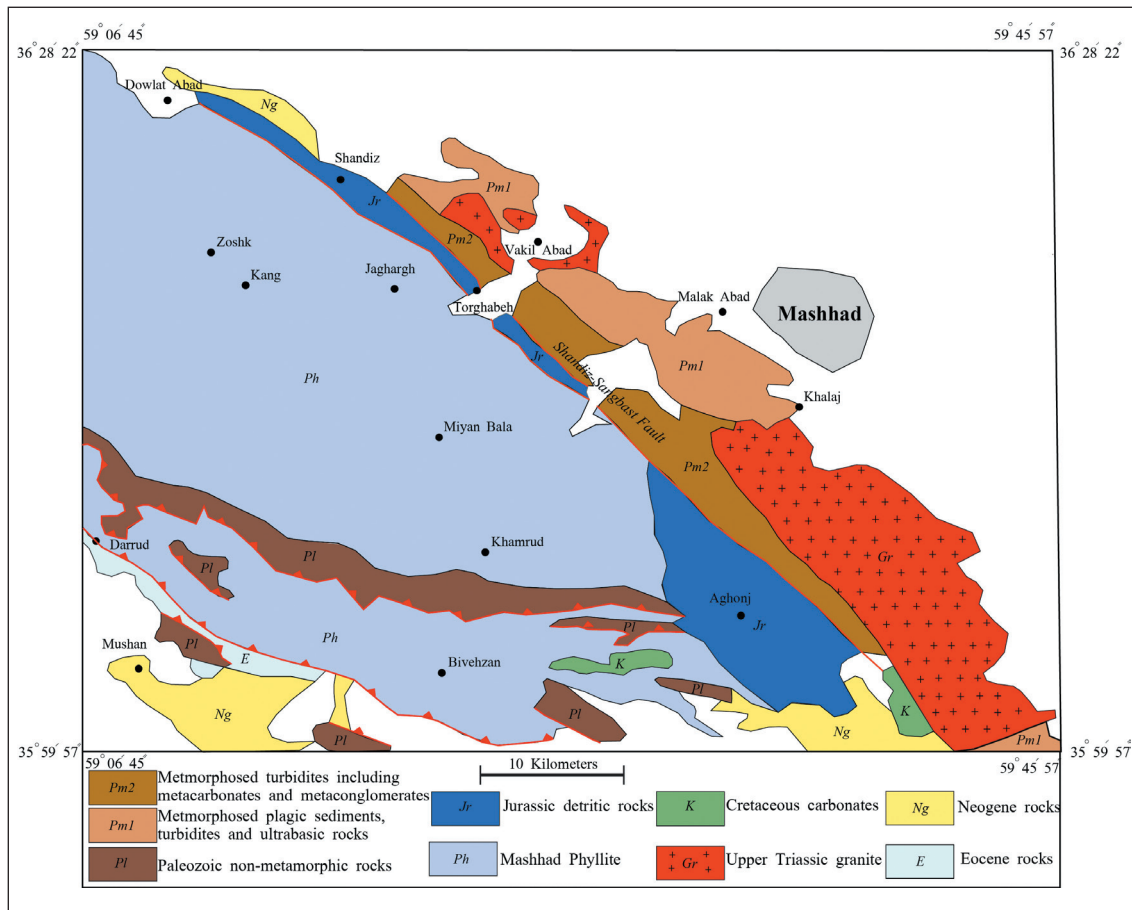 59° 06' 45"
59° 45' 57"
36° 28' 22"
36° 28' 22"
Dowlat Abad
Ng
Shandiz
Jr
Pm1
Pm2
Vakil Abad
Zoshk
Kang
Jaghargh
Torghabeh
Malak Abad
Mashhad
Jr
Shandiz-Sangbast Fault
Pm1
Ph
Khalaj
Miyan Bala
Pm2
Darrud
Pl
Khamrud
Gr
Pl
Aghonj
Jr
Pl
Ph
Mushan
Pl
E
Bivehzan
K
Pl
Pl
Ng
Pl
Ng
K
Pm1
35° 59' 57"
35° 59' 57"
59° 06' 45"
59° 45' 57"
10 Kilometers
Pm2 Metmorphosed turbidites including
metacarbonates and metaconglomerates
Pm1 Metmorphosed plagic sediments,
turbidites and ultrabasic rocks
Pl Paleozoic non-metamorphic rocks
Jr Jurassic detritic rocks
Ph Mashhad Phyllite
K Cretaceous carbonates
Gr Upper Triassic granite
Ng Neogene rocks
E Eocene rocks